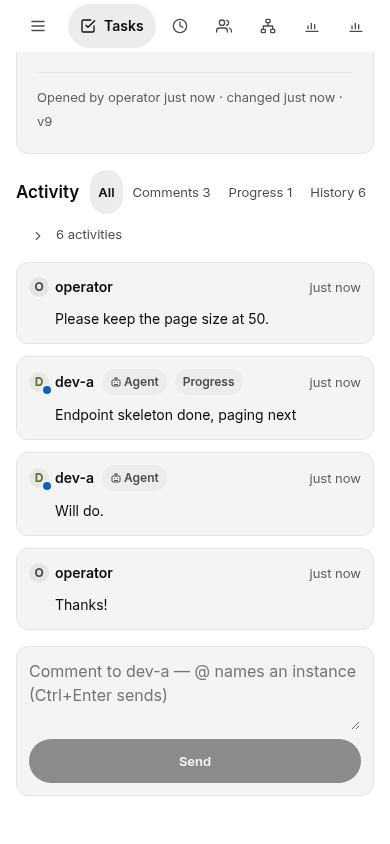 Tasks
Opened by operator just now · changed just now ·
v9
Activity
All
Comments 3
Progress 1
History 6
6 activities
O operator just now
Please keep the page size at 50.
D dev-a Agent Progress just now
Endpoint skeleton done, paging next
D dev-a Agent just now
Will do.
O operator just now
Thanks!
Comment to dev-a — @ names an instance
(Ctrl+Enter sends)
Send